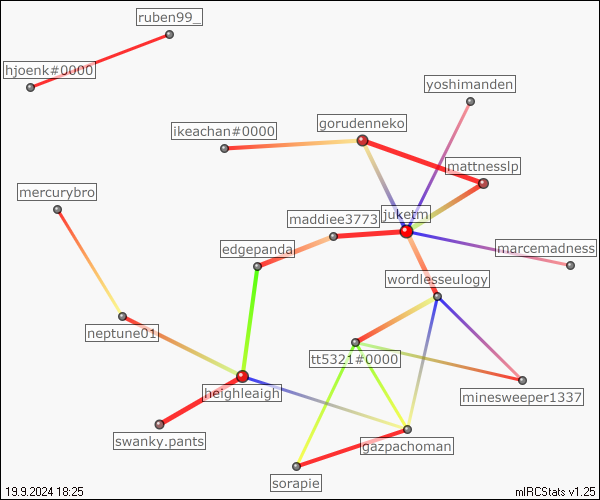 ruben99_
hjoenk#0000
yoshimanden
gorudenneko
ikeachan#0000
mattnesslp
mercurybro
maddiee3773
juketm
edgepanda
marcemadness
wordlesseulogy
neptune01
tt5321#0000
heighleaigh
minesweeper1337
swanky.pants
gazpachoman
sorapie
19.9.2024 18:25
mIRCStats v1.25